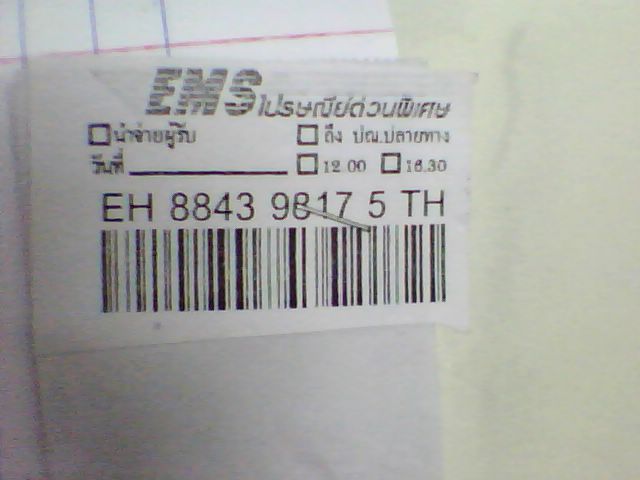 EMS ไปรษณีย์ด่วนพิเศษ
นำจ่ายผู้รับ ถึง ปณ.ปลายทาง
วันที่ 12.00 16.30
EH 8843 9817 5 TH